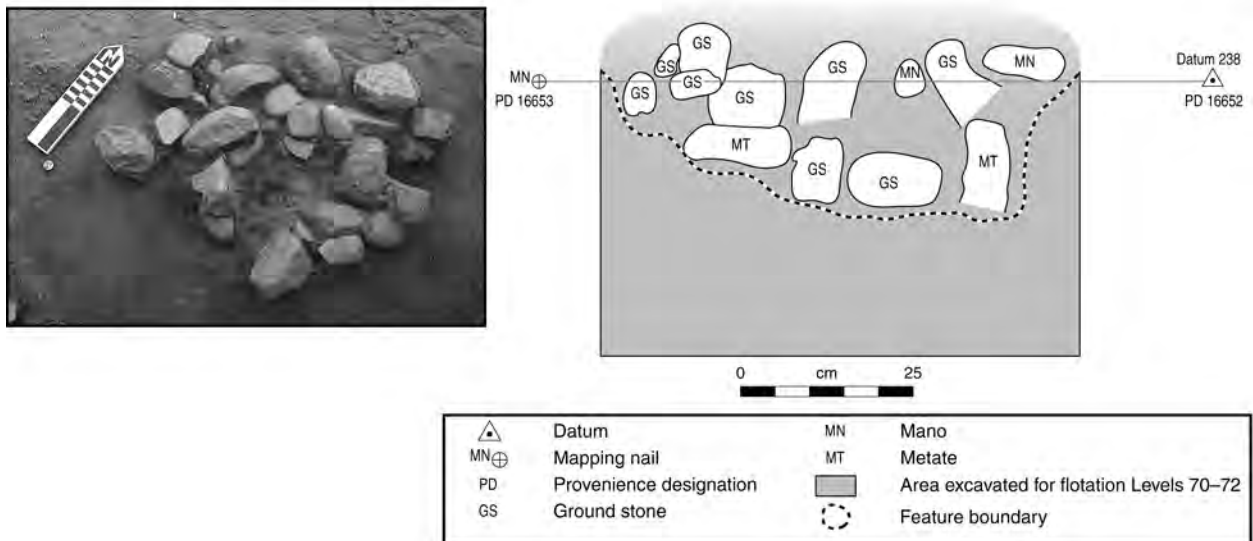 GS
GS
GS
MN
MN
GS
GS
GS
GS
MN
PD 16653
Datum 238
PD 16652
MT
GS
GS
MT
0 cm 25
Datum
MN Mapping nail
PD Provenience designation
GS Ground stone
MN Mano
MT Metate
Area excavated for flotation Levels 70–72
Feature boundary